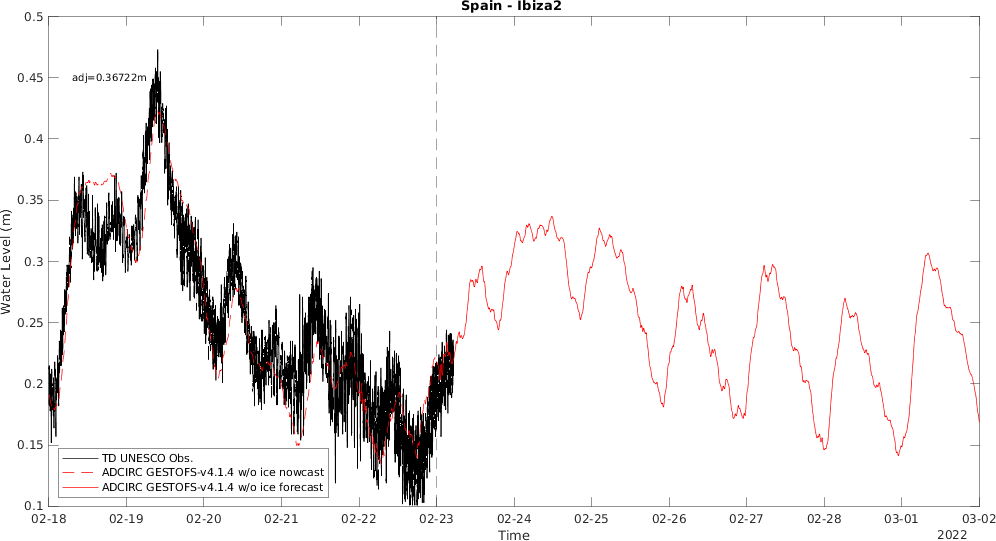 Spain - Ibiza2
0.5
0.45
0.4
0.35
0.3
0.25
0.2
0.15
0.1
Water Level (m)
adj=0.36722m
TD UNESCO Obs.
ADCIRC GESTOFS-v4.1.4 w/o ice nowcast
ADCIRC GESTOFS-v4.1.4 w/o ice forecast
02-18 02-19 02-20 02-21 02-22 02-23 02-24 02-25 02-26 02-27 02-28 03-01 03-02
Time
2022